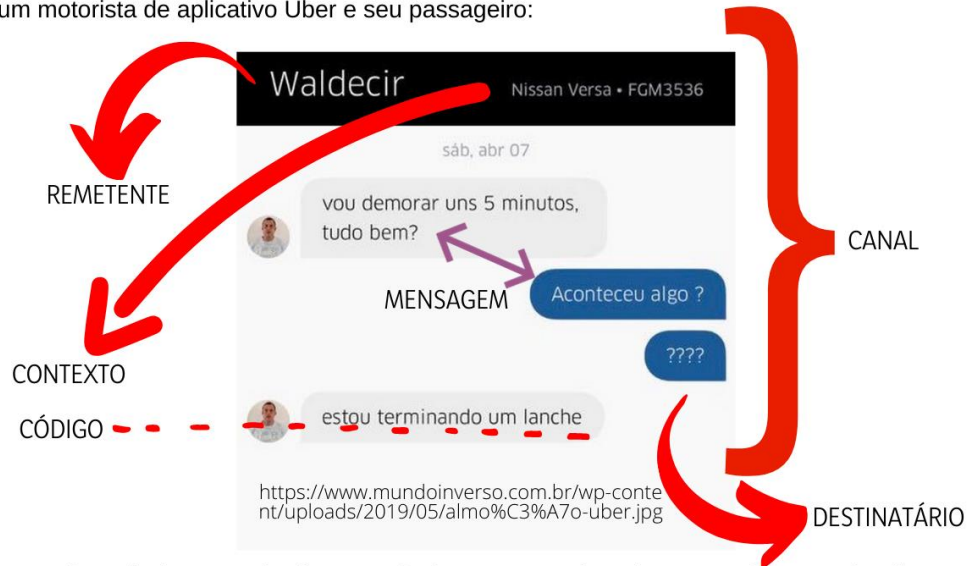 um motorista de aplicativo Uber e seu passageiro:
Waldecir
Nissan Versa • FGM3536
sáb, abr 07
REMETENTE
vou demorar uns 5 minutos,
tudo bem?
CANAL
MENSAGEM
Aconteceu algo ?
????
CONTEXTO
CÓDIGO
estou terminando um lanche
https://www.mundoinverso.com.br/wp-conte
nt/uploads/2019/05/almo%C3%A7o-uber.jpg
DESTINATÁRIO